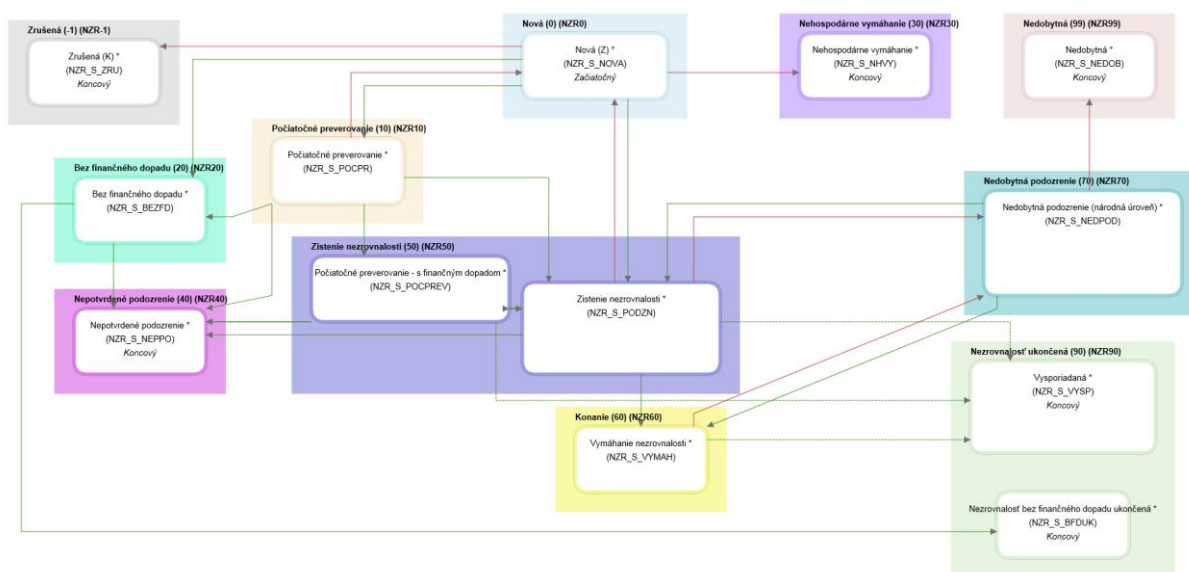 Zrušená (-1) (NZR-1)
Zrušená (K) *
(NZR_S_ZRU)
Koncový
Nová (0) (NZR0)
Nová (Z) *
(NZR_S_NOVA)
Začiatočný
Nehospodárne vymáhanie (30) (NZR30)
Nehospodárne vymáhanie *
(NZR_S_NHVY)
Koncový
Nedobytná (99) (NZR99)
Nedobytná *
(NZR_S_NEDOB)
Koncový
Počiatočné preverovanie (10) (NZR10)
Počiatočné preverovanie *
(NZR_S_POCPR)
Bez finančného dopadu (20) (NZR20)
Bez finančného dopadu *
(NZR_S_BEZFD)
Nedobytná podozrenie (70) (NZR70)
Nedobytná podozrenie (národná úroveň) *
(NZR_S_NEDPOD)
Zistenie nezrovnalosti (50) (NZR50)
Počiatočné preverovanie - s finančným dopadom *
(NZR_S_POCPREV)
Zistenie nezrovnalosti *
(NZR_S_PODZN)
Nepotvrdené podozrenie (40) (NZR40)
Nepotvrdené podozrenie *
(NZR_S_NEPPO)
Koncový
Nezrovnalosť ukončená (90) (NZR90)
Vysporiadaná *
(NZR_S_VYSP)
Koncový
Konanie (60) (NZR60)
Vymáhanie nezrovnalosti *
(NZR_S_VYMAH)
Nezrovnalosť bez finančného dopadu ukončená *
(NZR_S_BFDUK)
Koncový